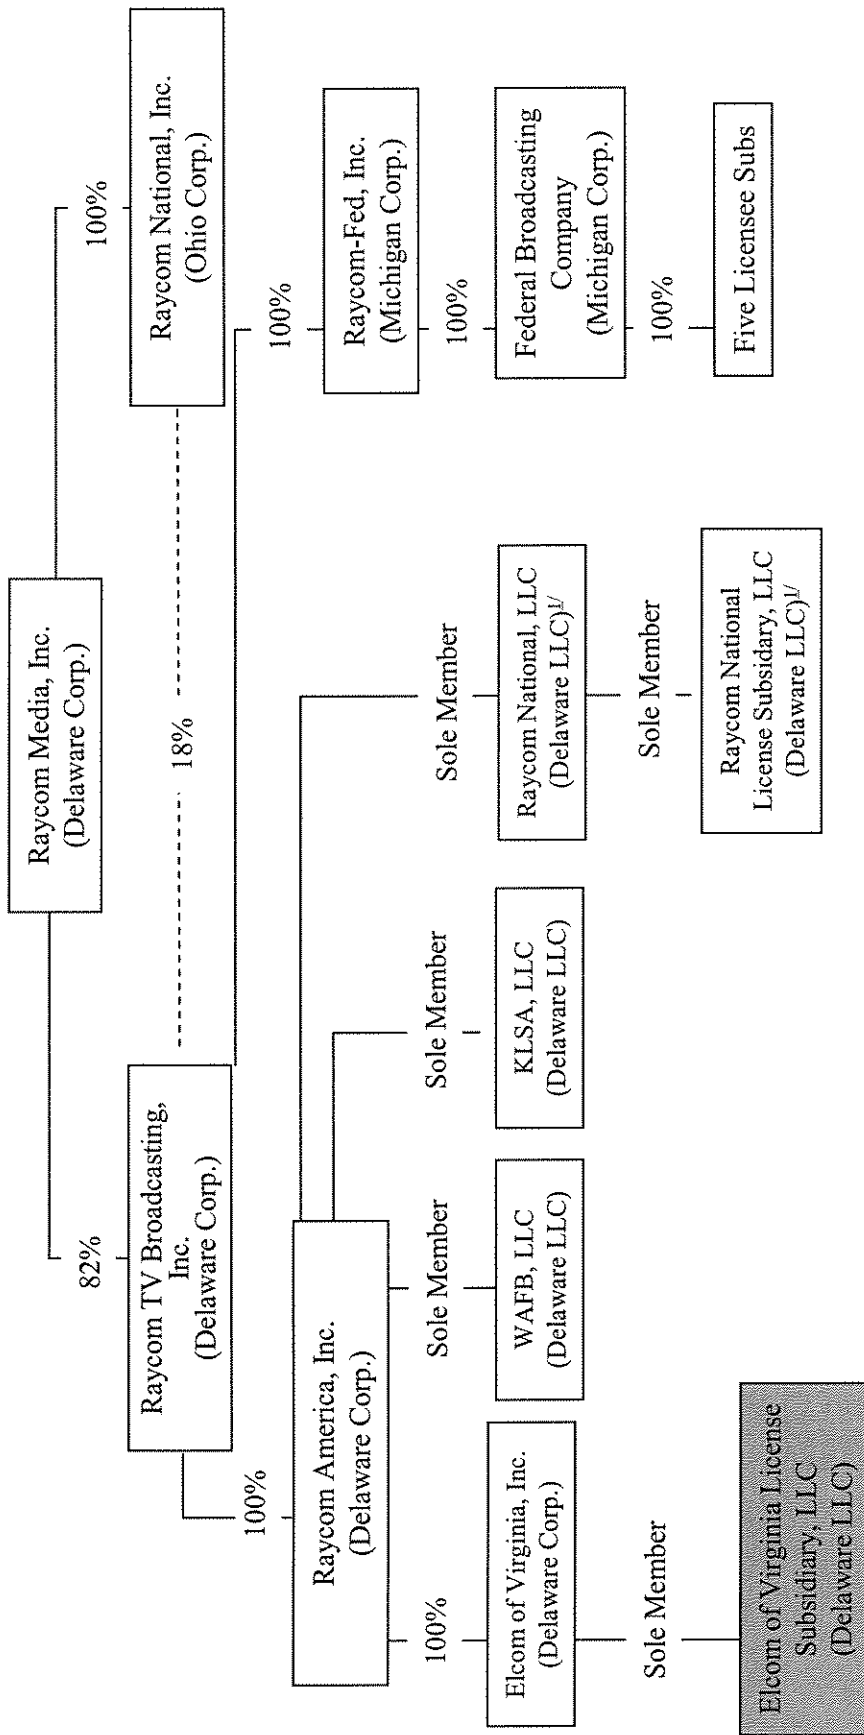 Raycom Media, Inc.
(Delaware Corp.)
82%
100%
Raycom TV Broadcasting,
Inc.
(Delaware Corp.)
18%
Raycom National, Inc.
(Ohio Corp.)
100%
100%
Raycom America, Inc.
(Delaware Corp.)
Raycom-Fed, Inc.
(Michigan Corp.)
100%
Sole Member
Sole Member
Sole Member
100%
Elcom of Virginia, Inc.
(Delaware Corp.)
WAFB, LLC
(Delaware LLC)
KLSA, LLC
(Delaware LLC)
Raycom National, LLC
(Delaware LLC)1/
Federal Broadcasting
Company
(Michigan Corp.)
Sole Member
Sole Member
100%
Elcom of Virginia License
Subsidiary, LLC
(Delaware LLC)
Raycom National
License Subsidary, LLC
(Delaware LLC)1/
Five Licensee Subs